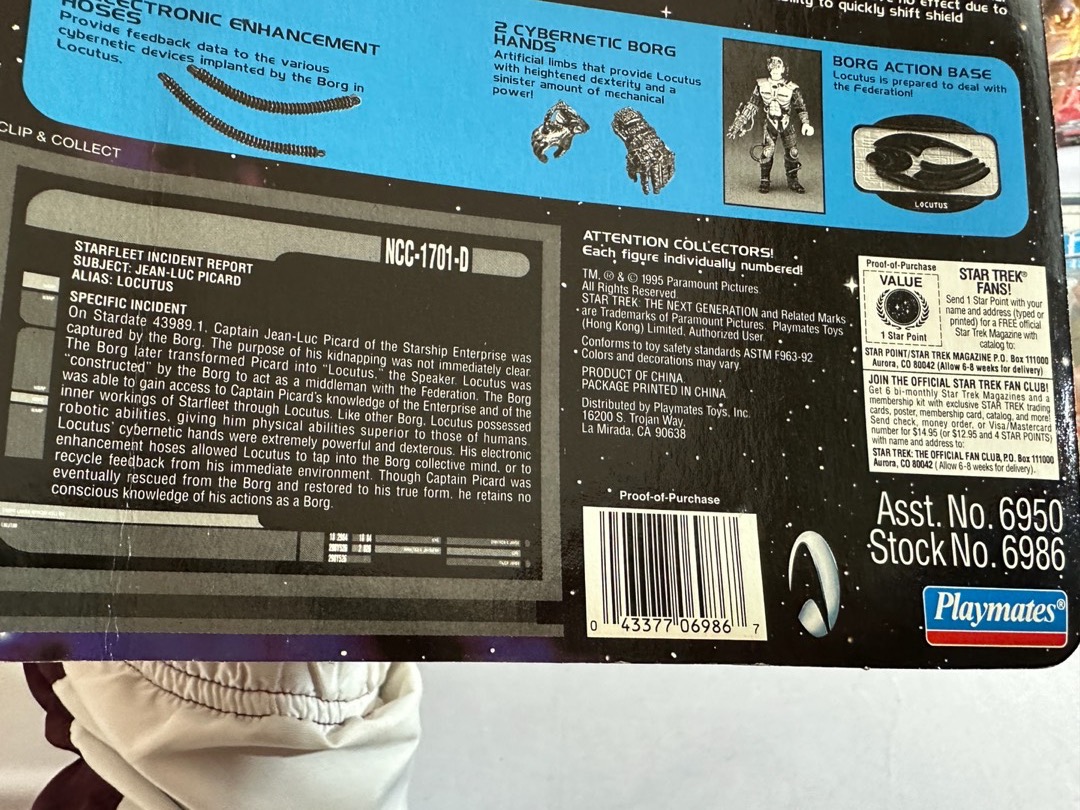 EFFECT due to
to quickly shift shield
ELECTRONIC ENHANCEMENT
HOSES
Provide feedback data to the various
cybernetic devices implanted by the Borg in
Locutus.
2 CYBERNETIC BORG
HANDS
Artificial limbs that provide Locutus
with heightened dexterity and a
sinister amount of mechanical
power!
BORG ACTION BASE
Locutus is prepared to deal with
the Federation!
LOCUTUS
CLIP & COLLECT
NCC-1701-D
STARFLEET INCIDENT REPORT
SUBJECT: JEAN-LUC PICARD
ALIAS: LOCUTUS
SPECIFIC INCIDENT
On Stardate 43989.1, Captain Jean-Luc Picard of the Starship Enterprise was
captured by the Borg. The purpose of his kidnapping was not immediately clear.
The Borg later transformed Picard into "Locutus," the Speaker. Locutus was
"constructed" by the Borg to act as a middleman with the Federation. The Borg
was able to gain access to Captain Picard's knowledge of the Enterprise and of the
inner workings of Starfleet through Locutus. Like other Borg, Locutus possessed
robotic abilities, giving him physical abilities superior to those of humans.
Locutus' cybernetic hands were extremely powerful and dexterous. His electronic
enhancement hoses allowed Locutus to tap into the Borg collective mind, or to
recycle feedback from his immediate environment. Though Captain Picard was
eventually rescued from the Borg and restored to his true form, he retains no
conscious knowledge of his actions as a Borg.
ATTENTION COLLECTORS!
Each figure individually numbered!
TM, ® & © 1995 Paramount Pictures.
All Rights Reserved.
STAR TREK: THE NEXT GENERATION and Related Marks
are Trademarks of Paramount Pictures. Playmates Toys
(Hong Kong) Limited, Authorized User.
Conforms to toy safety standards ASTM F963-92.
Colors and decorations may vary.
PRODUCT OF CHINA
PACKAGE PRINTED IN CHINA
Distributed by Playmates Toys, Inc.
16200 S. Trojan Way,
La Mirada, CA 90638
Proof-of-Purchase
VALUE
1 Star Point
STAR TREK®
FANS!
Send 1 Star Point with your
name and address (typed or
printed) for a FREE official
Star Trek Magazine with
catalog to:
STAR POINT/STAR TREK MAGAZINE P.O. Box 111000
Aurora, CO 80042 (Allow 6-8 weeks for delivery)
JOIN THE OFFICIAL STAR TREK FAN CLUB!
Get 6 bi-monthly Star Trek Magazines and a
membership kit with exclusive STAR TREK trading
cards, poster, membership card, catalog, and more!
Send check, money order, or Visa/Mastercard
number for $14.95 (or $12.95 and 4 STAR POINTS)
with name and address to:
STAR TREK: THE OFFICIAL FAN CLUB, P.O. Box 111000
Aurora, CO 80042 (Allow 6-8 weeks for delivery).
Proof-of-Purchase
0 43377 06986 7
Asst. No. 6950
Stock No. 6986
Playmates®